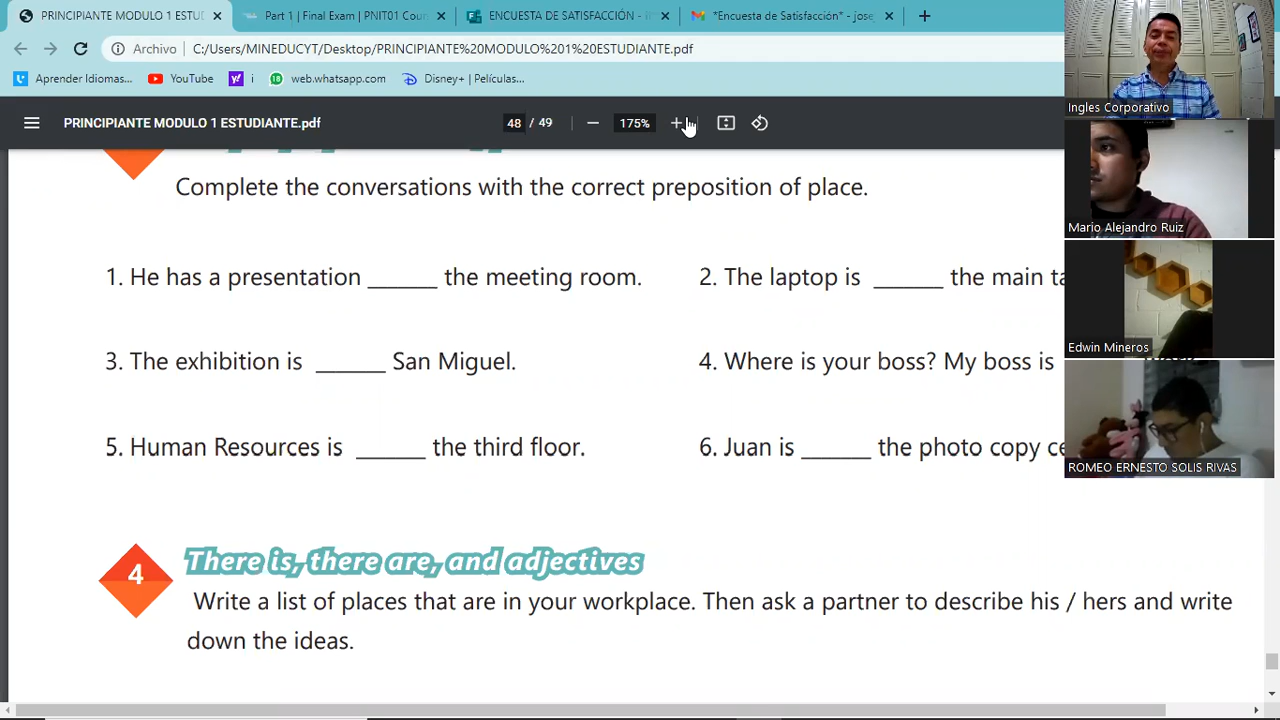 PRINCIPIANTE MODULO 1 ESTUD
Part 1 | Final Exam | PNIT01 Cours
ENCUESTA DE SATISFACCIÓN -
*Encuesta de Satisfacción* - jose
Archivo
C:/Users/MINEDUCYT/Desktop/PRINCIPIANTE%20MODULO%201%20ESTUDIANTE.pdf
Aprender Idiomas...
YouTube
i
web.whatsapp.com
Disney+ | Películas,...
PRINCIPIANTE MODULO 1 ESTUDIANTE.pdf
48 / 49
175%
Complete the conversations with the correct preposition of place.
1. He has a presentation ______ the meeting room.
2. The laptop is ______ the main ta
3. The exhibition is ______ San Miguel.
4. Where is your boss? My boss is
5. Human Resources is ______ the third floor.
6. Juan is ______ the photo copy ce
4
There is, there are, and adjectives
Write a list of places that are in your workplace. Then ask a partner to describe his / hers and write
down the ideas.
Ingles Corporativo
Mario Alejandro Ruiz
Edwin Mineros
ROMEO ERNESTO SOLIS RIVAS